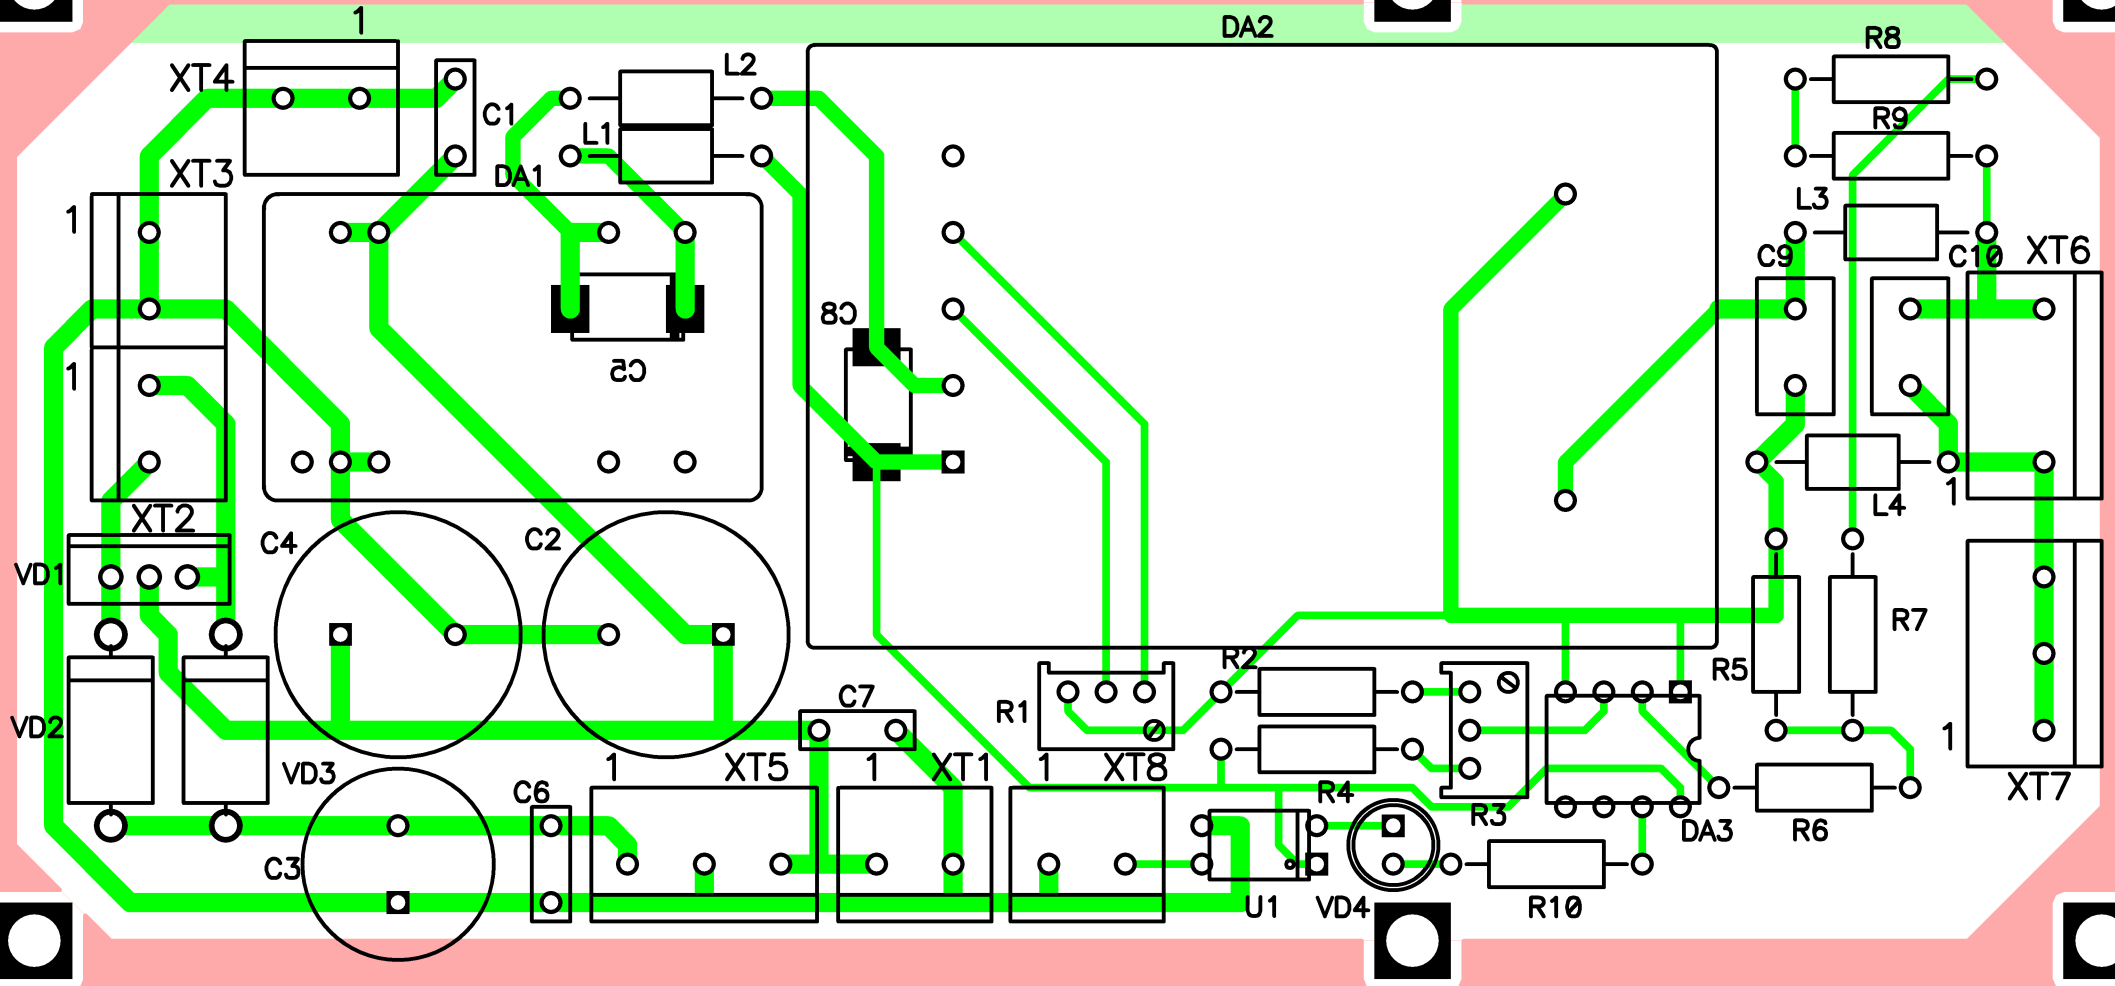 1
DA2
R8
XT4
L2
C1
R9
L1
XT3
DA1
L3
1
XT6
C9
C10
C8
C5
1
L4
1
XT2
C4
C2
VD1
R7
R2
R5
C7
R1
VD2
1
XT5
1
XT1
1
XT8
1
VD3
XT7
C6
R4
R3
DA3
R6
C3
U1
VD4
R10